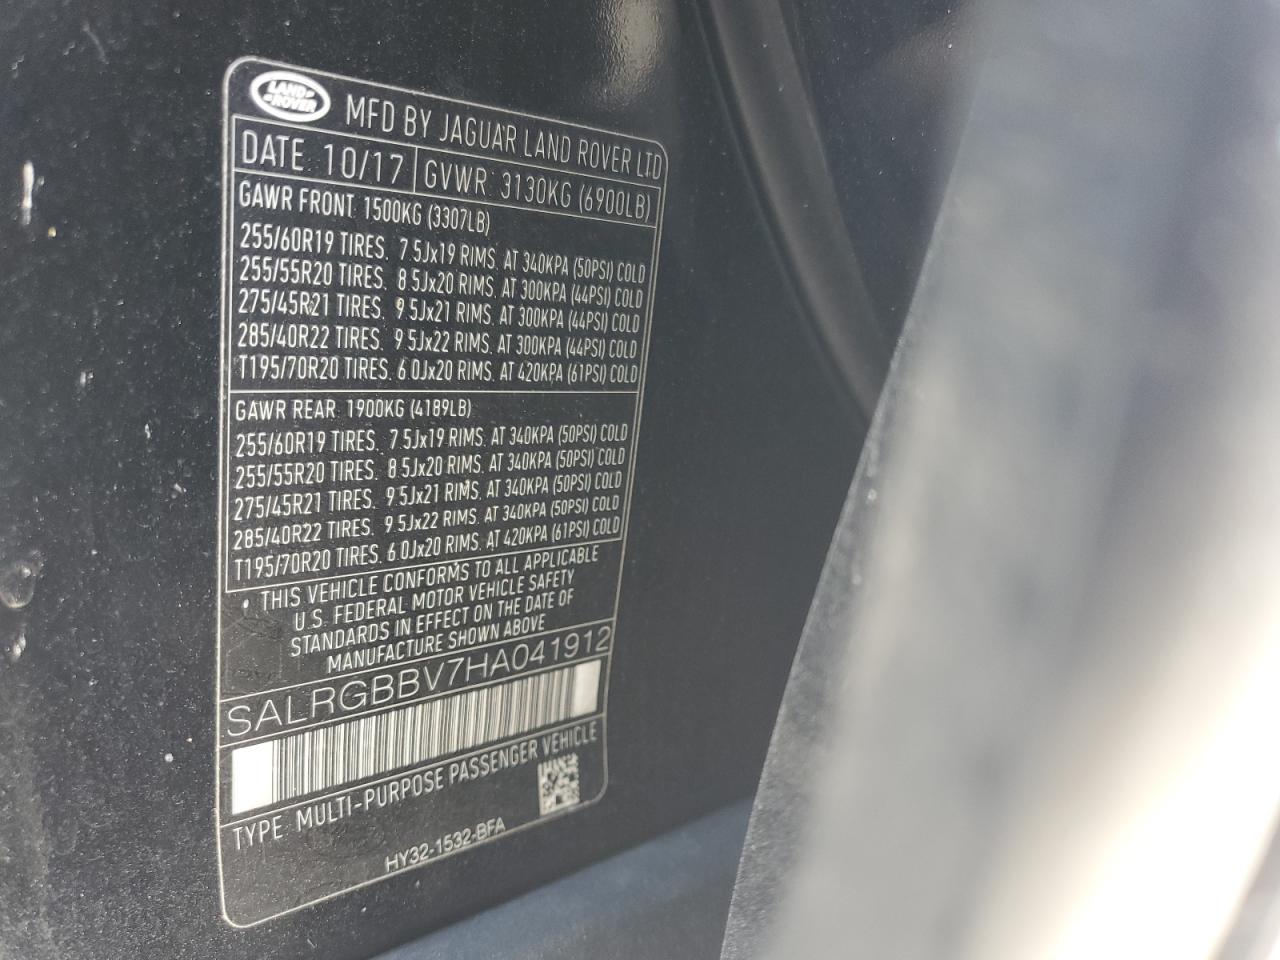 LAND ROVER
MFD BY JAGUAR LAND ROVER LTD
DATE: 10/17 GVWR: 3130KG (6900LB)
GAWR FRONT: 1500KG (3307LB)
255/60R19 TIRES. 7.5Jx19 RIMS. AT 340KPA (50PSI) COLD
255/55R20 TIRES. 8.5Jx20 RIMS. AT 300KPA (44PSI) COLD
275/45R21 TIRES. 9.5Jx21 RIMS. AT 300KPA (44PSI) COLD
285/40R22 TIRES. 9.5Jx22 RIMS. AT 300KPA (44PSI) COLD
T195/70R20 TIRES. 6.0Jx20 RIMS. AT 420KPA (61PSI) COLD
GAWR REAR: 1900KG (4189LB)
255/60R19 TIRES. 7.5Jx19 RIMS. AT 340KPA (50PSI) COLD
255/55R20 TIRES. 8.5Jx20 RIMS. AT 340KPA (50PSI) COLD
275/45R21 TIRES. 9.5Jx21 RIMS. AT 340KPA (50PSI) COLD
285/40R22 TIRES. 9.5Jx22 RIMS. AT 340KPA (50PSI) COLD
T195/70R20 TIRES. 6.0Jx20 RIMS. AT 420KPA (61PSI) COLD
THIS VEHICLE CONFORMS TO ALL APPLICABLE
U.S. FEDERAL MOTOR VEHICLE SAFETY
STANDARDS IN EFFECT ON THE DATE OF
MANUFACTURE SHOWN ABOVE
SALRGBBV7HA041912
TYPE: MULTI-PURPOSE PASSENGER VEHICLE
HY32-1532-BFA